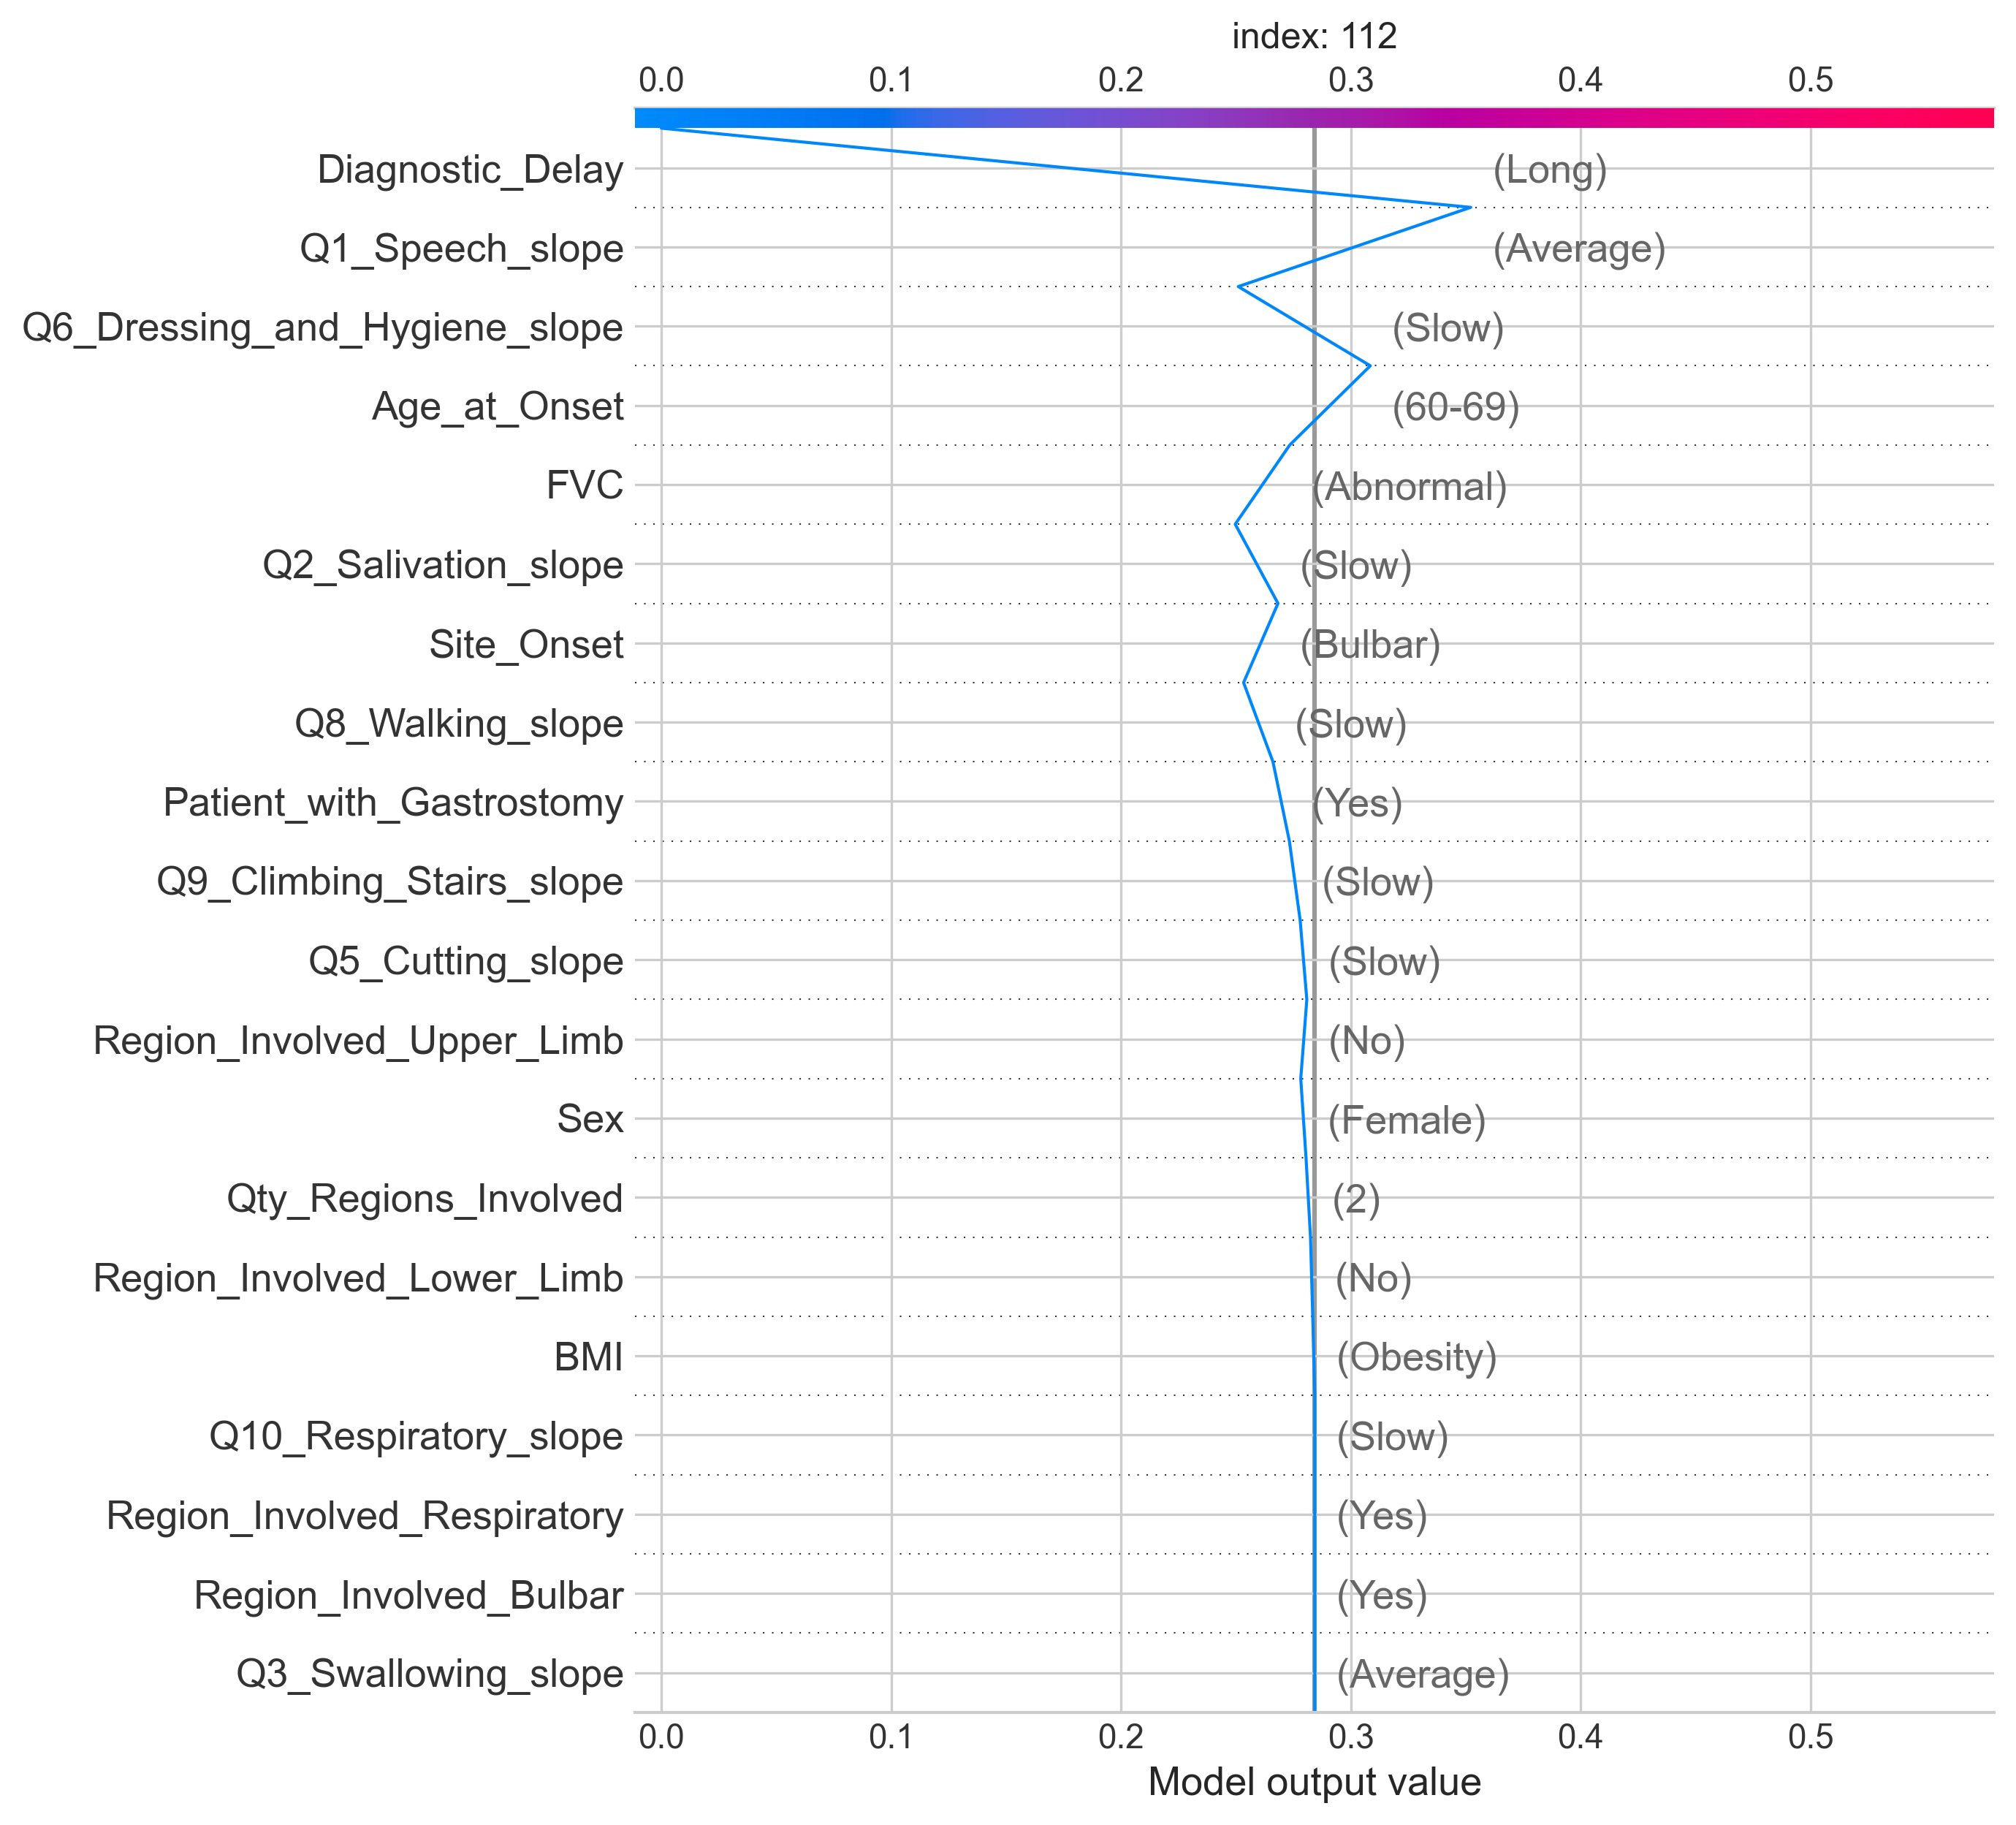 index: 112
0.0 0.1 0.2 0.3 0.4 0.5
Diagnostic_Delay (Long)
Q1_Speech_slope (Average)
Q6_Dressing_and_Hygiene_slope (Slow)
Age_at_Onset (60-69)
FVC (Abnormal)
Q2_Salivation_slope (Slow)
Site_Onset (Bulbar)
Q8_Walking_slope (Slow)
Patient_with_Gastrostomy (Yes)
Q9_Climbing_Stairs_slope (Slow)
Q5_Cutting_slope (Slow)
Region_Involved_Upper_Limb (No)
Sex (Female)
Qty_Regions_Involved (2)
Region_Involved_Lower_Limb (No)
BMI (Obesity)
Q10_Respiratory_slope (Slow)
Region_Involved_Respiratory (Yes)
Region_Involved_Bulbar (Yes)
Q3_Swallowing_slope (Average)
0.0 0.1 0.2 0.3 0.4 0.5
Model output value